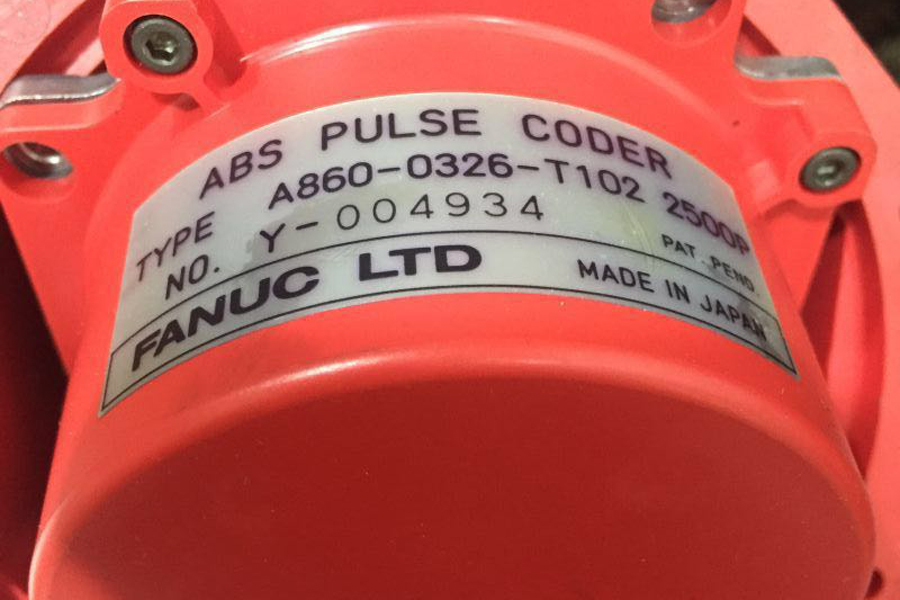 ABS PULSE CODER
TYPE A860-0326-T102 2500P
NO. Y-004934
PAT. PEND.
FANUC LTD MADE IN JAPAN